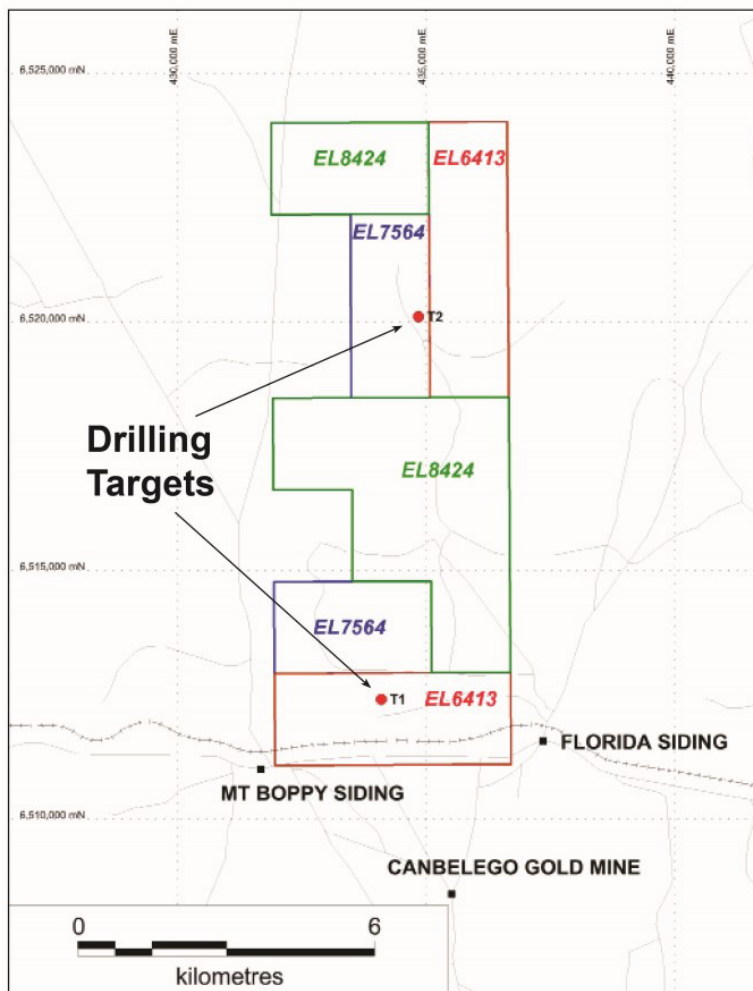 430,000 mE
435,000 mE
440,000 mE
6,525,000 mN
EL8424
EL6413
EL7564
6,520,000 mN
T2
Drilling
Targets
EL8424
6,515,000 mN
EL7564
T1
EL6413
FLORIDA SIDING
MT BOPPY SIDING
6,510,000 mN
CANBELEGO GOLD MINE
0
6
kilometres